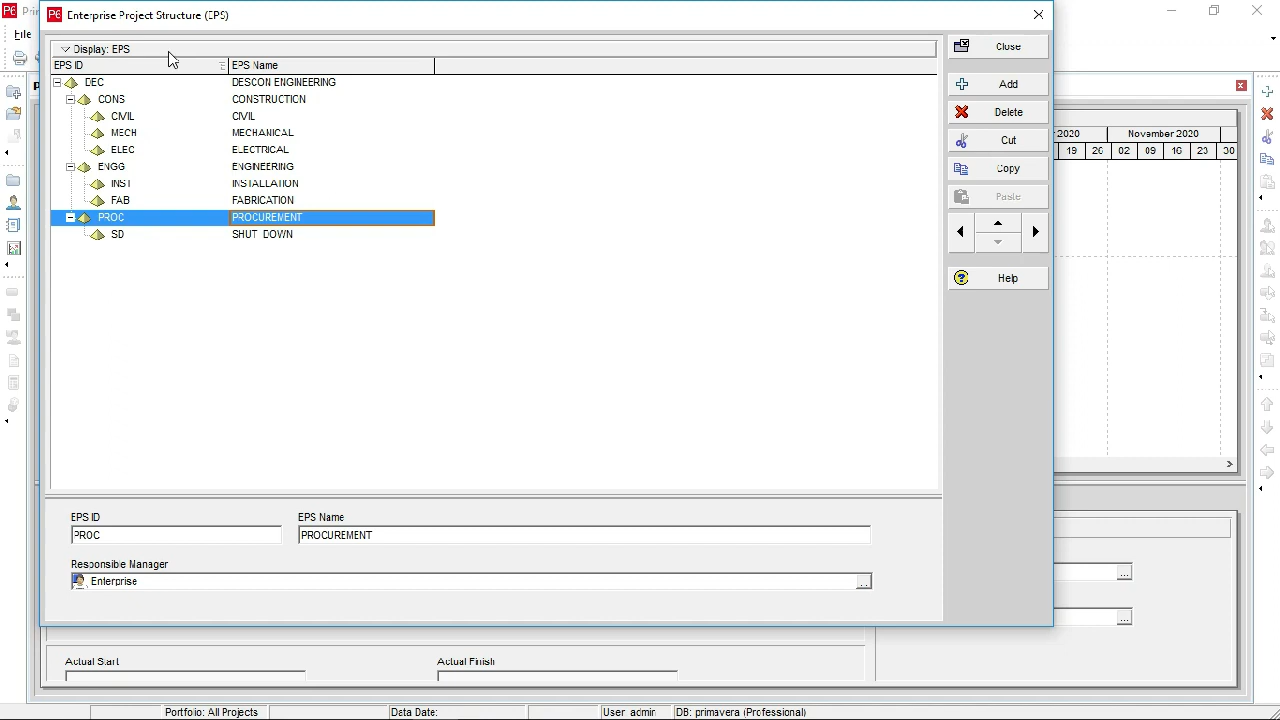 P6 Enterprise Project Structure (EPS)
File
Display: EPS
EPS ID EPS Name
DEC DESCON ENGINEERING
CONS CONSTRUCTION
CIVIL CIVIL
MECH MECHANICAL
ELEC ELECTRICAL
ENGG ENGINEERING
INST INSTALLATION
FAB FABRICATION
PROC PROCUREMENT
SD SHUT DOWN
Close
Add
Delete
Cut
Copy
Paste
Help
2020 November 2020
19 26 02 09 16 23 30
EPS ID EPS Name
PROC PROCUREMENT
Responsible Manager
Enterprise
Actual Start Actual Finish
Portfolio: All Projects Data Date: User: admin DB: primavera (Professional)